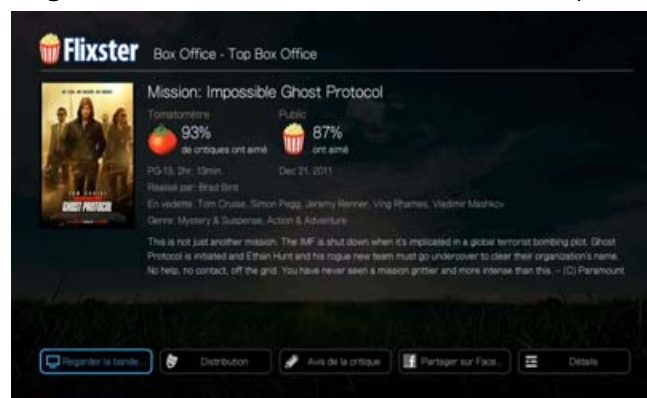 Flixster Box Office - Top Box Office
Mission: Impossible Ghost Protocol
Tomatomètre Public
93% 87%
de critiques ont aimé ont aimé
PG-13, 2hr. 13min. Dec 21, 2011
Réalisé par: Brad Bird
En vedette: Tom Cruise, Simon Pegg, Jeremy Renner, Ving Rhames, Vladimir Mashkov
Genre: Mystery & Suspense, Action & Adventure
This is not just another mission. The IMF is shut down when it's implicated in a global terrorist bombing plot. Ghost
Protocol is initiated and Ethan Hunt and his rogue new team must go undercover to clear their organization's name.
No help, no contact, off the grid. You have never seen a mission grittier and more intense than this. - (C) Paramount
TOM CRUISE
GHOST PROTOCOL
Regarder la bande... Distribution Avis de la critique Partager sur Face... Détails